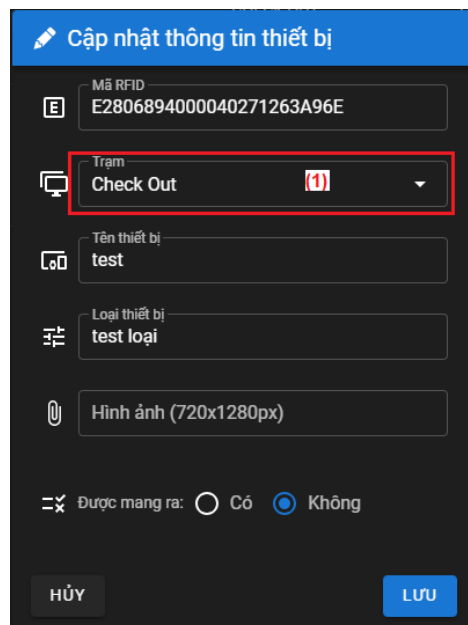 Cập nhật thông tin thiết bị
Mã RFID
E2806894000040271263A96E
Trạm
Check Out
(1)
Tên thiết bị
test
Loại thiết bị
test loại
Hình ảnh (720x1280px)
Được mang ra: Có Không
HỦY
LƯU